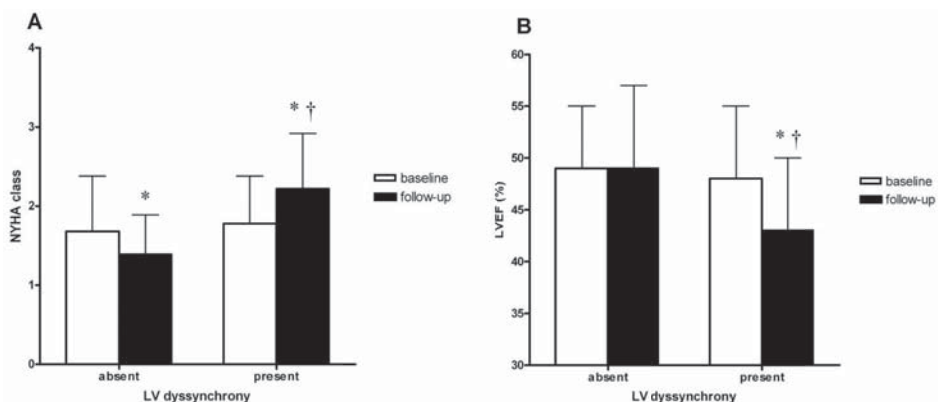 A
4
3
2
1
0
NYHA class
*
* †
absent
present
LV dyssynchrony
baseline
follow-up
B
60
55
50
45
40
35
30
LVEF (%)
* †
absent
present
LV dyssynchrony
baseline
follow-up